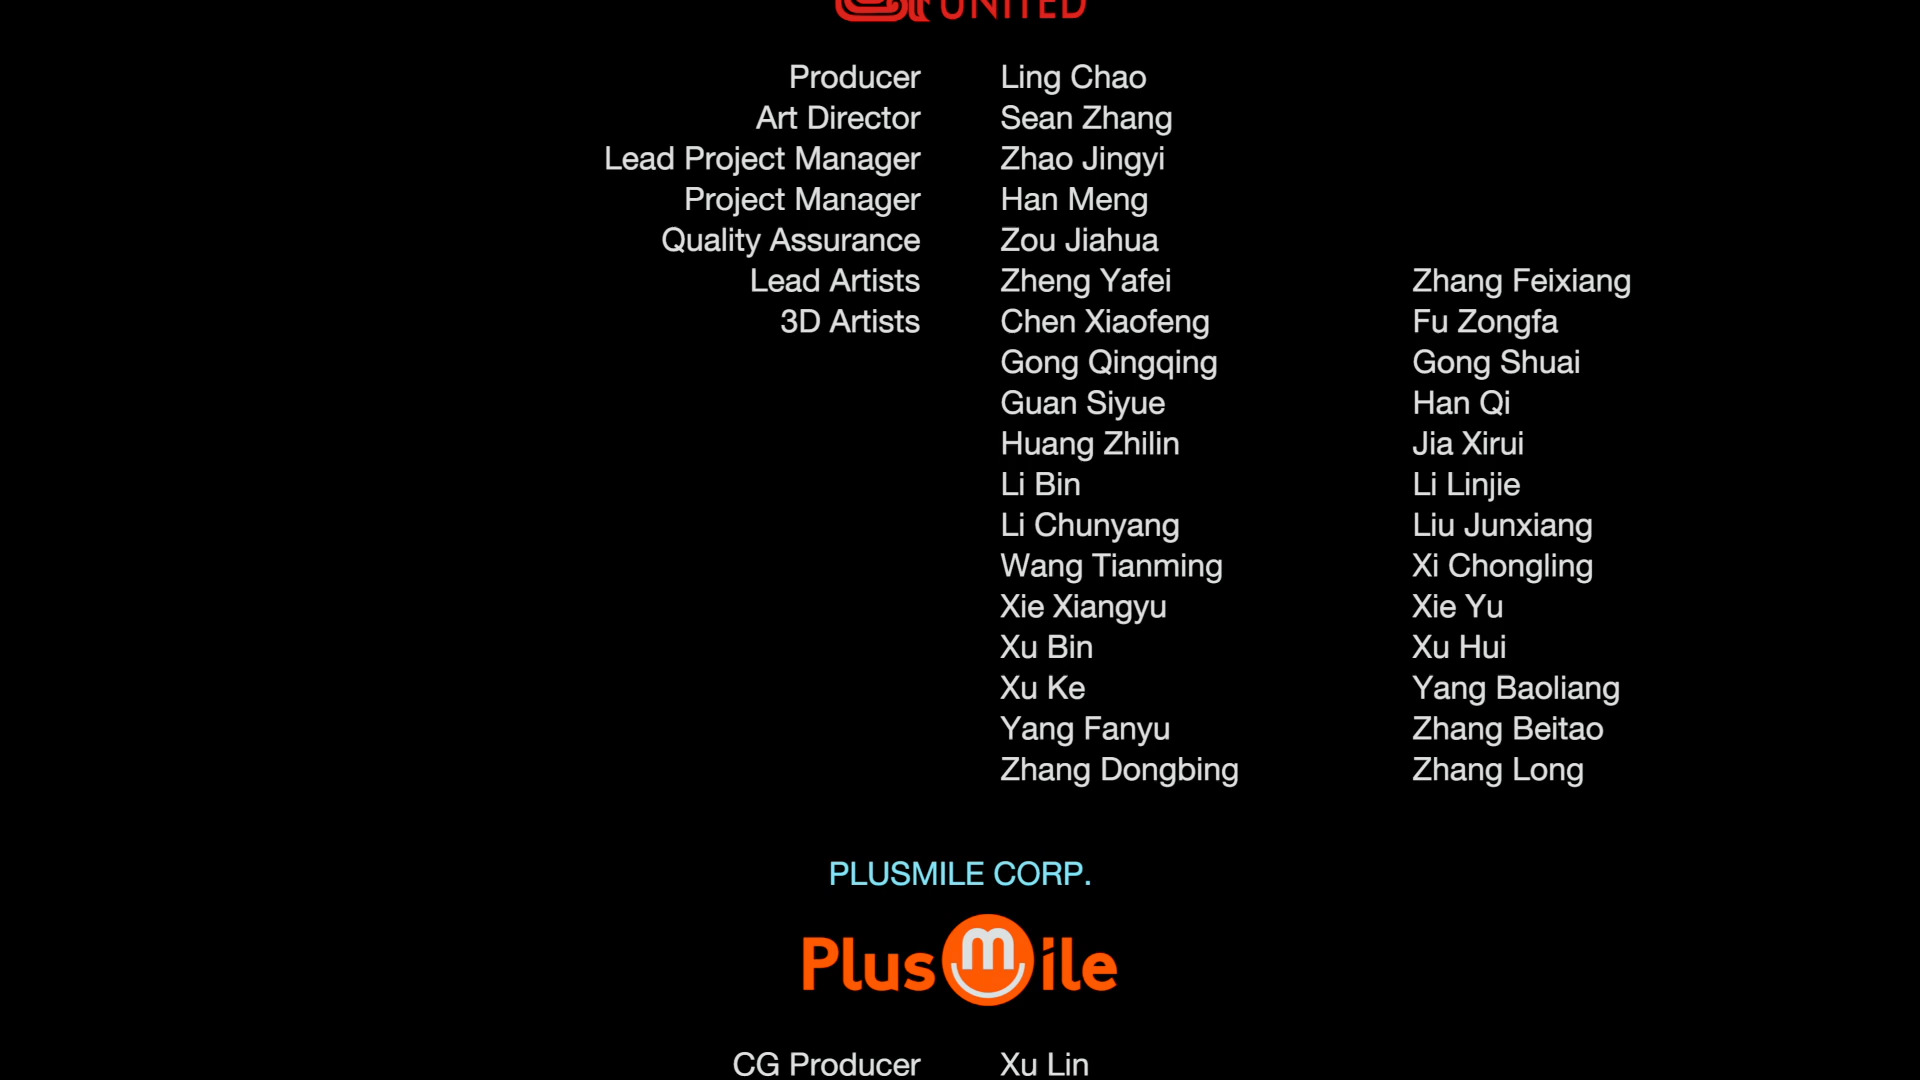 UNITED
Producer Ling Chao
Art Director Sean Zhang
Lead Project Manager Zhao Jingyi
Project Manager Han Meng
Quality Assurance Zou Jiahua
Lead Artists Zheng Yafei Zhang Feixiang
3D Artists Chen Xiaofeng Fu Zongfa
Gong Qingqing Gong Shuai
Guan Siyue Han Qi
Huang Zhilin Jia Xirui
Li Bin Li Linjie
Li Chunyang Liu Junxiang
Wang Tianming Xi Chongling
Xie Xiangyu Xie Yu
Xu Bin Xu Hui
Xu Ke Yang Baoliang
Yang Fanyu Zhang Beitao
Zhang Dongbing Zhang Long
PLUSMILE CORP.
PlusMile
CG Producer Xu Lin